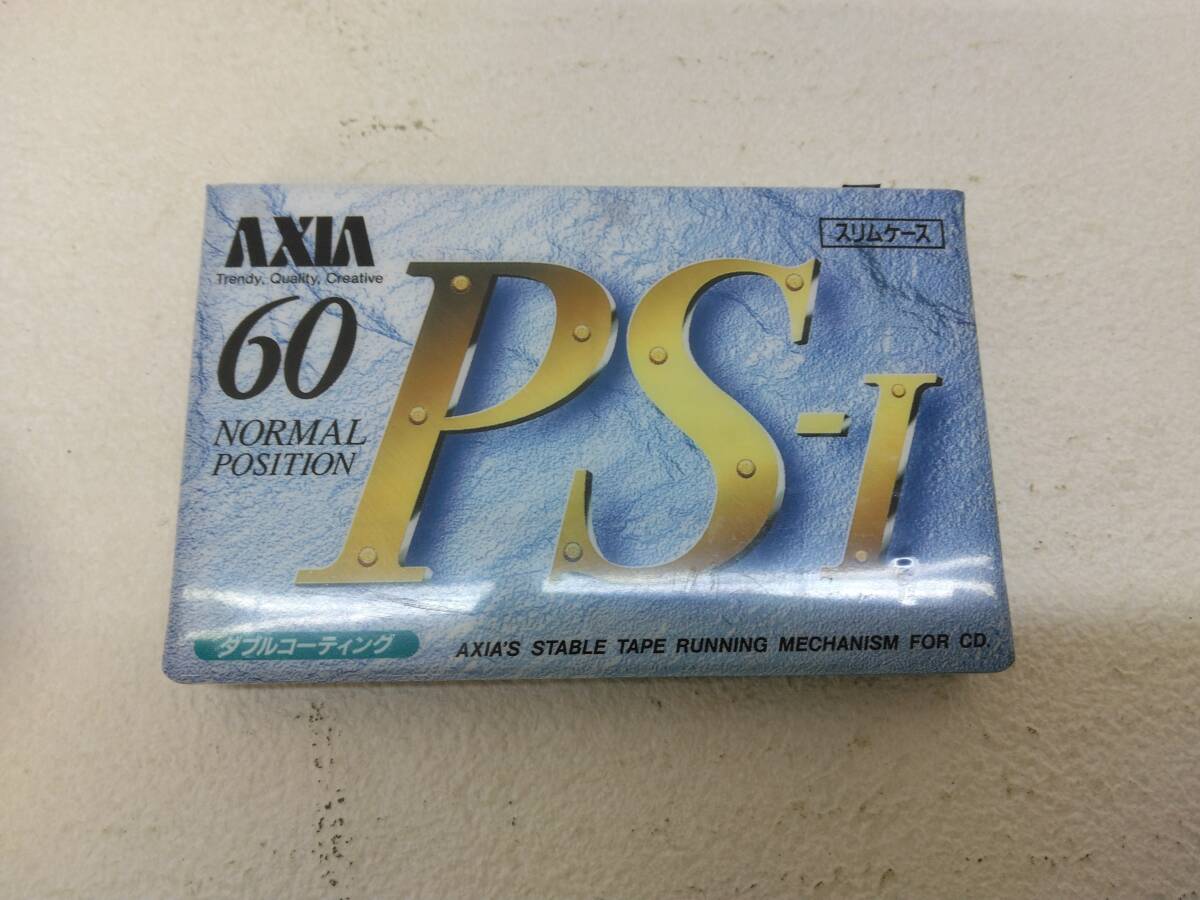 AXIA
Trendy, Quality, Creative
スリムケース
60
NORMAL
POSITION
PS-I
ダブルコーティング
AXIA'S STABLE TAPE RUNNING MECHANISM FOR CD.